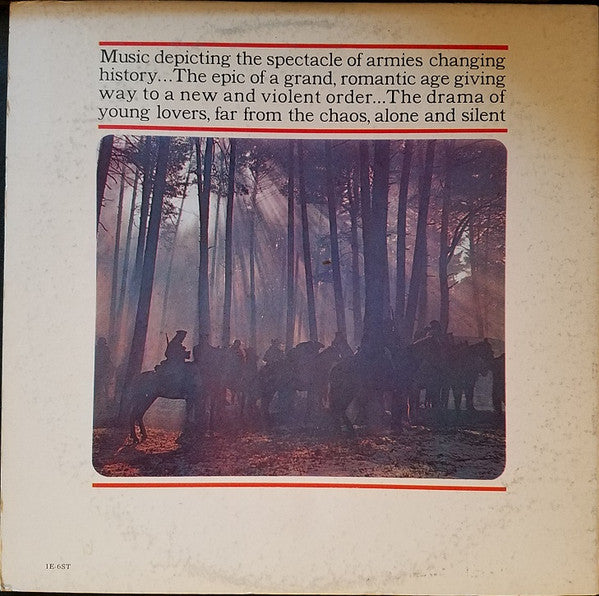 Music depicting the spectacle of armies changing
history...The epic of a grand, romantic age giving
way to a new and violent order...The drama of
young lovers, far from the chaos, alone and silent
1E-6ST